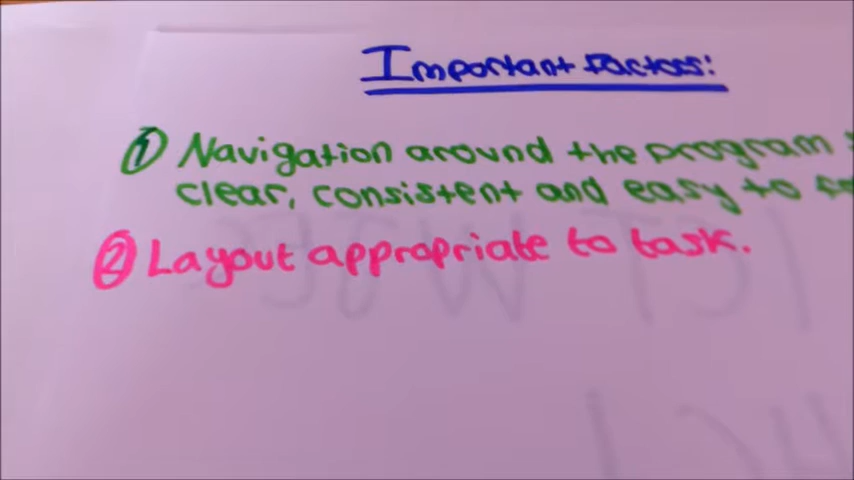 Important Factors:
① Navigation around the program
clear, consistent and easy to
② Layout appropriate to task.